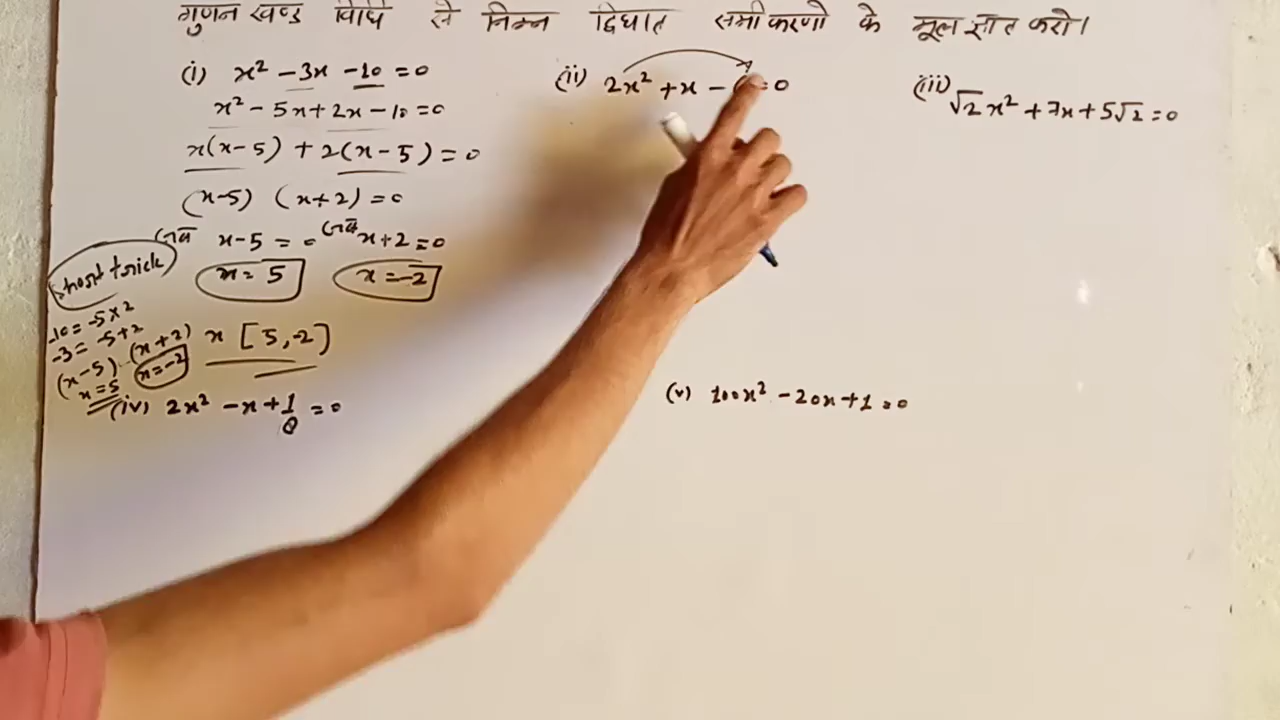 गुणन खण्ड विधि से निम्न द्विघात समीकरणो के मूल ज्ञात करो।
(i) x² - 3x - 10 = 0
x² - 5x + 2x - 10 = 0
x(x-5) + 2(x-5) = 0
(x-5) (x+2) = 0
x-5 = 0 x+2 = 0
x = 5 x = -2
x [5,-2]
short trick
-10 = -5×2
-3 = -5+2
(x-5) (x+2)
x=5 x=-2
(ii) 2x² + x - = 0
(iii) √2x² + 7x + 5√2 = 0
(iv) 2x² - x + 1/8 = 0
(v) 100x² - 20x + 1 = 0